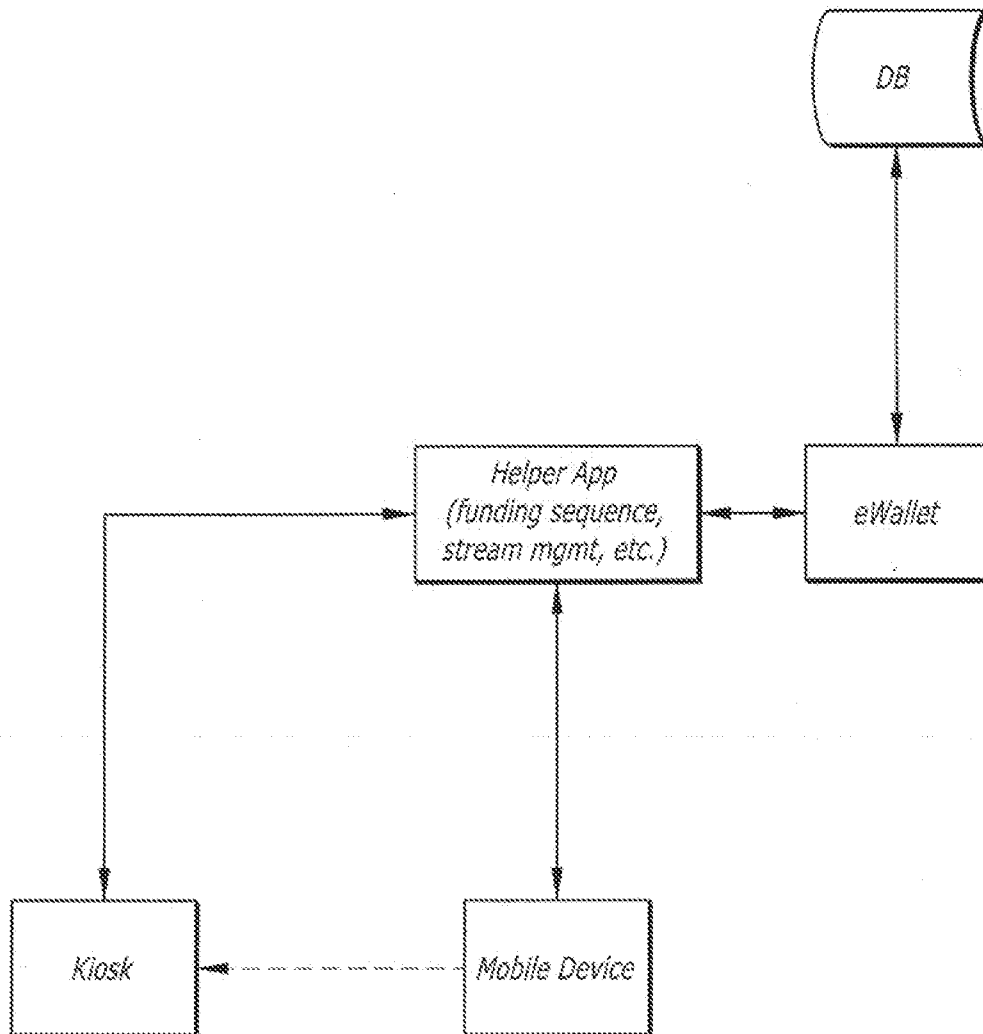 DB
Helper App
(funding sequence,
stream mgmt, etc.)
eWallet
Kiosk
Mobile Device